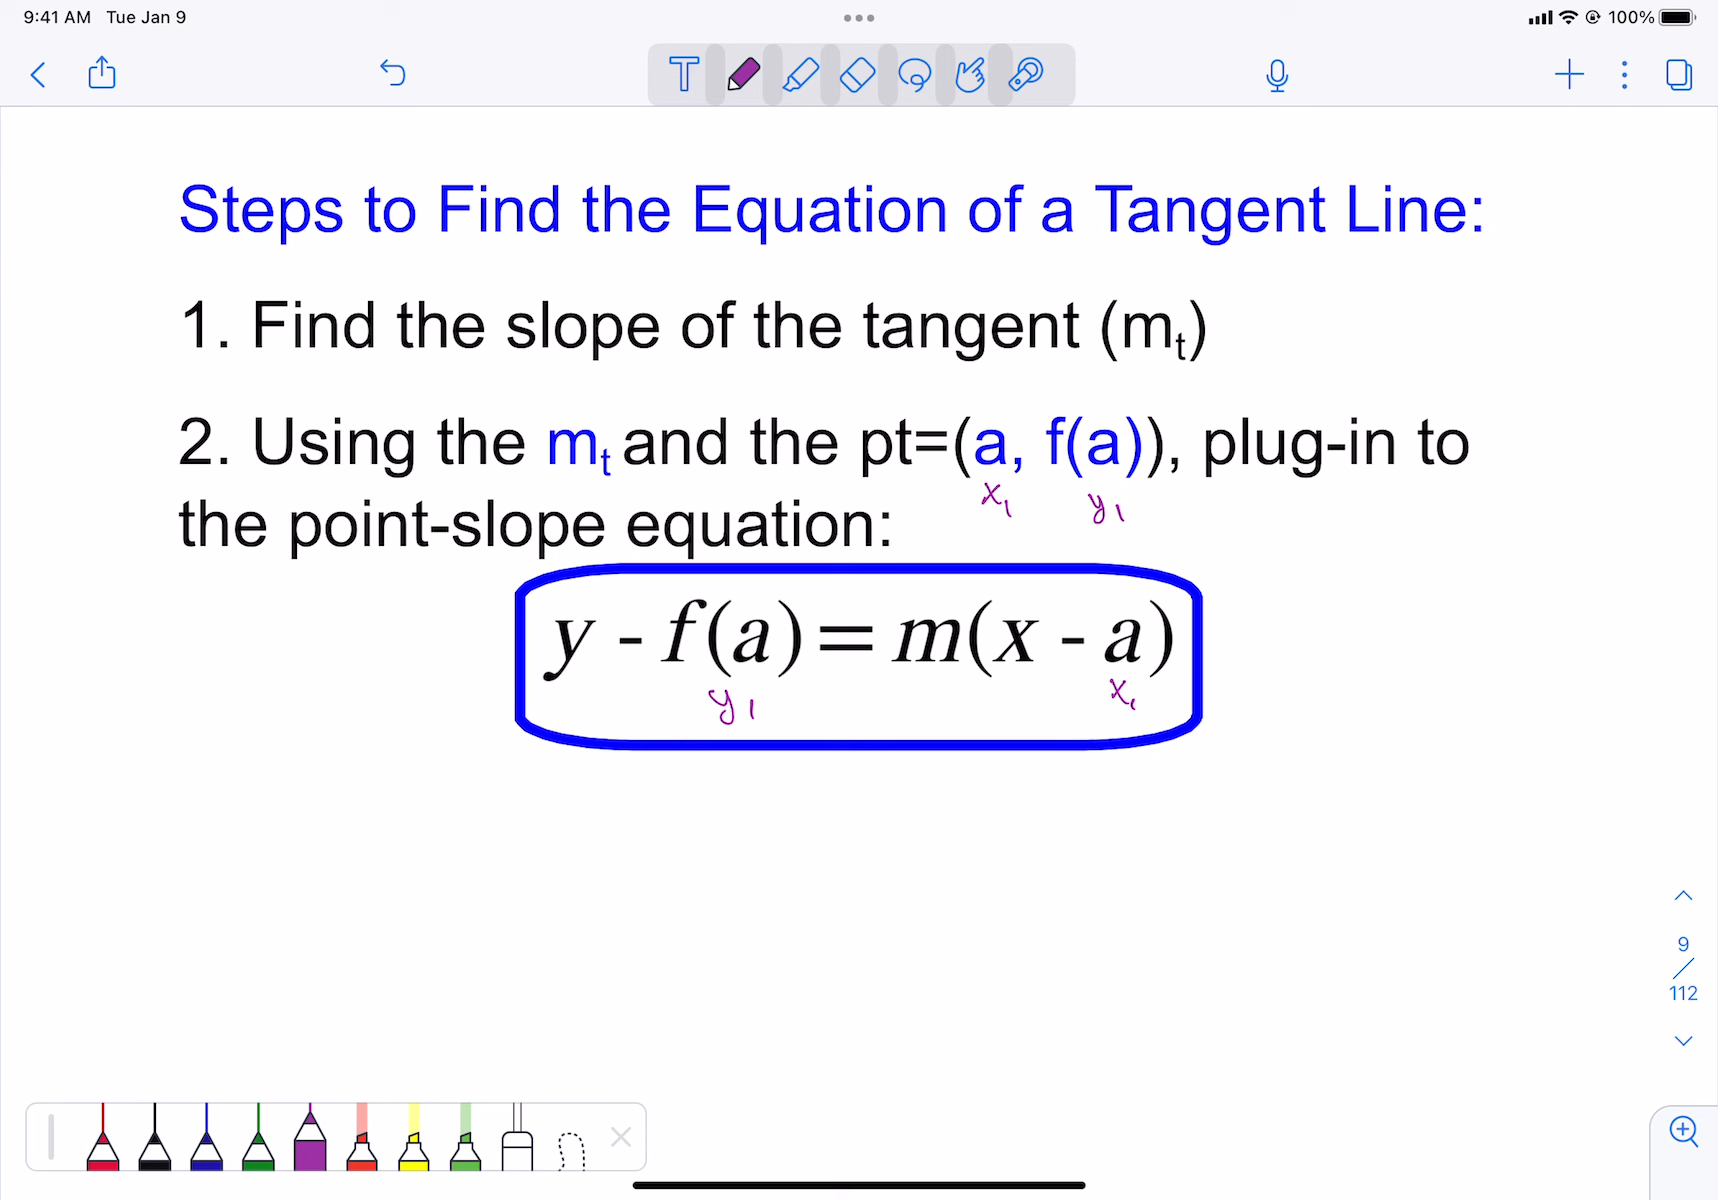 9:41 AM Tue Jan 9
100%
T
Steps to Find the Equation of a Tangent Line:
1. Find the slope of the tangent (mₜ)
2. Using the mₜ and the pt=(a, f(a)), plug-in to
x₁ y₁
the point-slope equation:
y - f(a) = m(x - a)
y₁ x₁
9
/
112